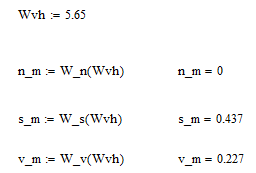 Wvh := 5.65
n_m := W_n(Wvh) n_m = 0
s_m := W_s(Wvh) s_m = 0.437
v_m := W_v(Wvh) v_m = 0.227